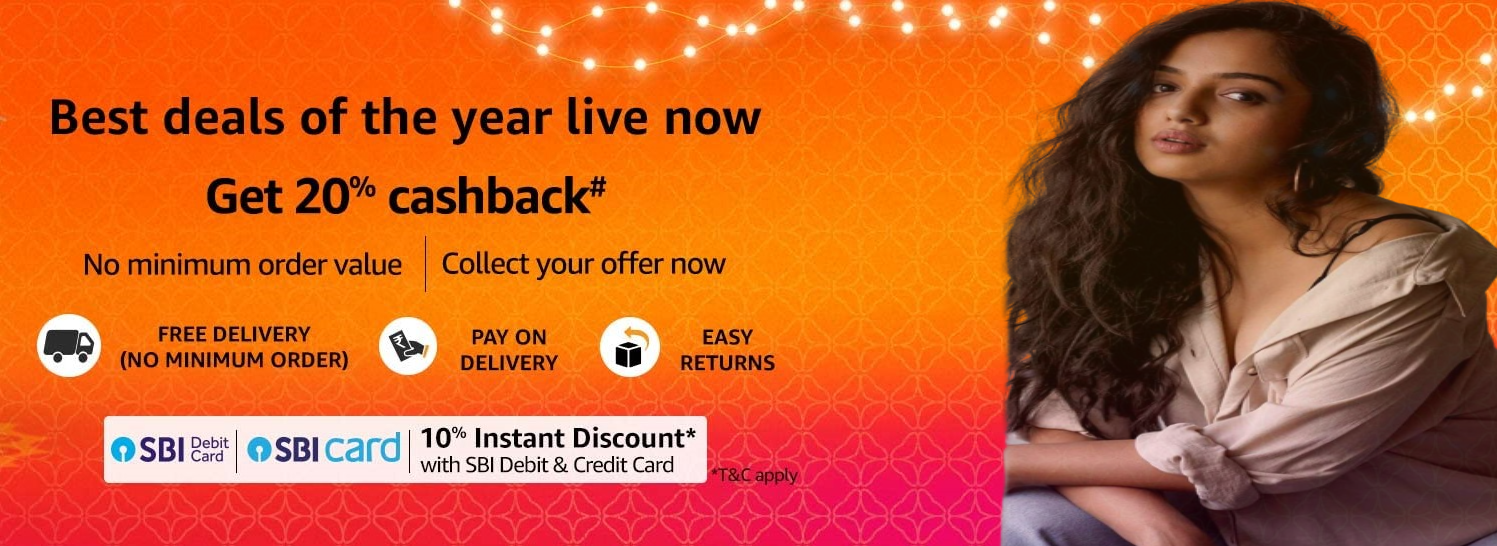 Best deals of the year live now
Get 20% cashback#
No minimum order value | Collect your offer now
FREE DELIVERY
(NO MINIMUM ORDER)
PAY ON
DELIVERY
EASY
RETURNS
SBI Debit Card | SBI card | 10% Instant Discount*
with SBI Debit & Credit Card
*T&C apply